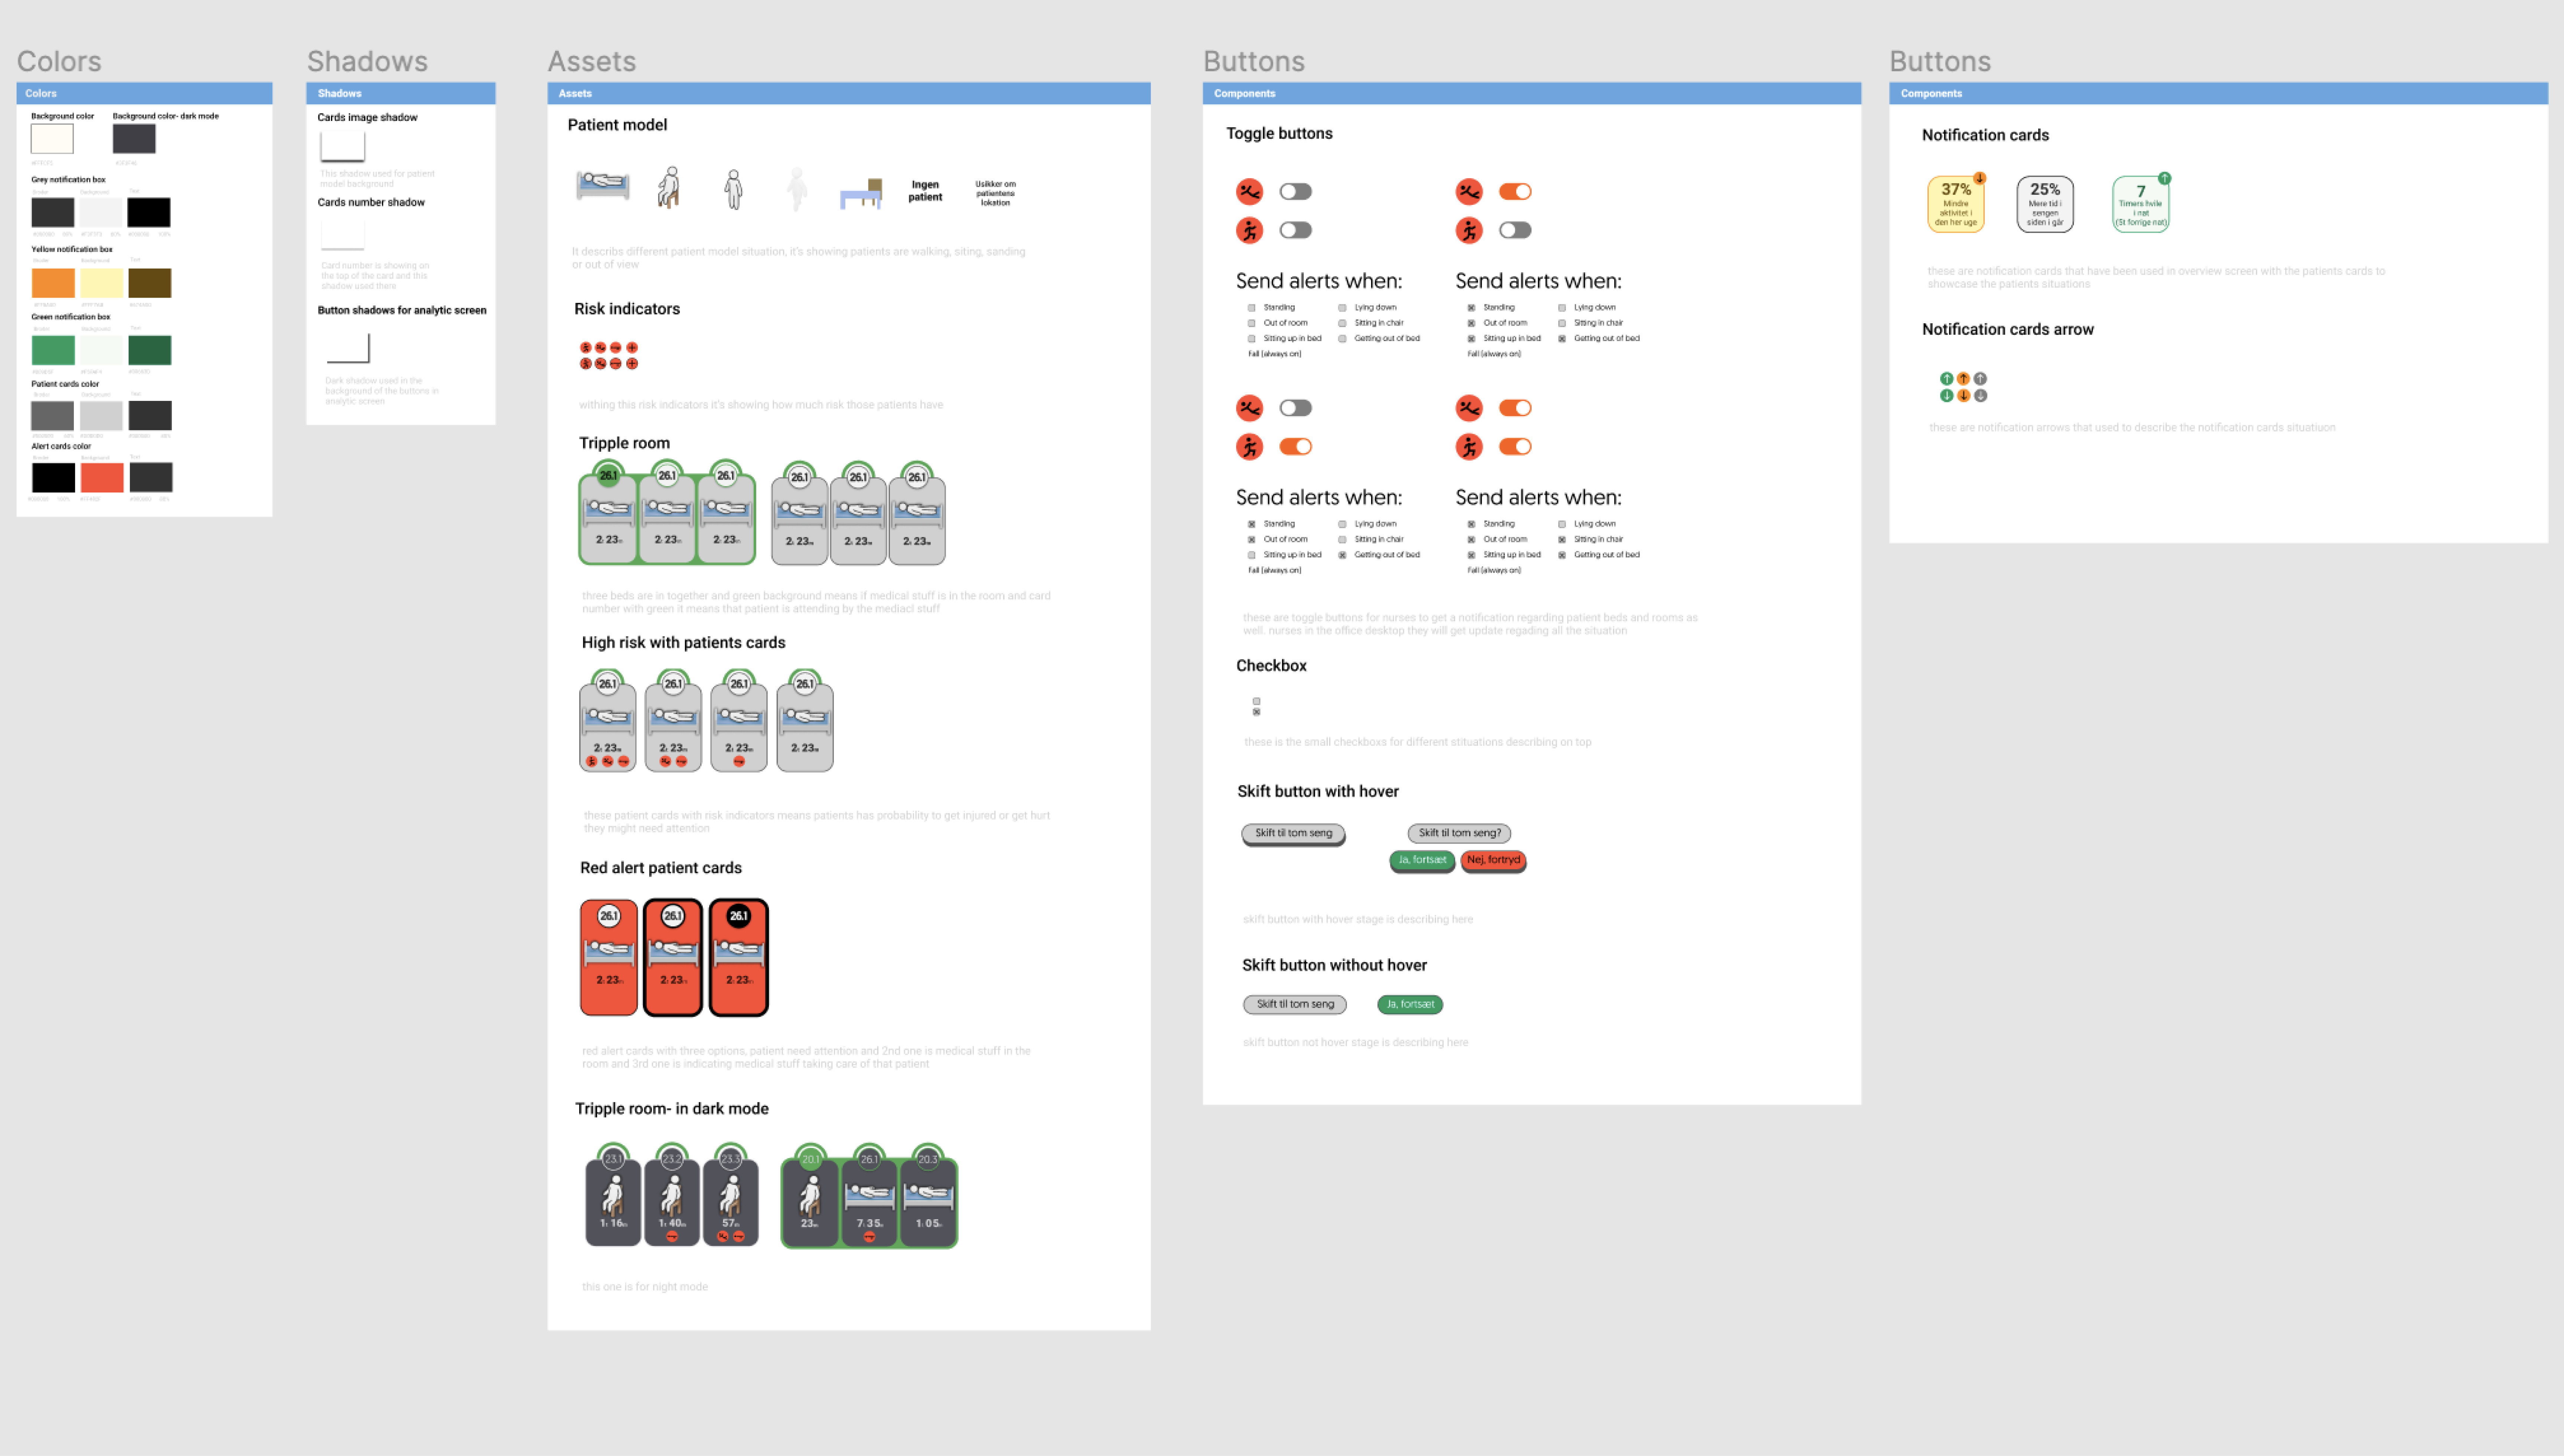 Colors
Colors
Background color
Background color- dark mode
Grey notification box
Yellow notification box
Green notification box
Patient cards color
Alert cards color
Shadows
Shadows
Cards image shadow
This shadow used for patient
model background
Cards number shadow
Card number is showing on
the top of the card and this
shadow used there
Button shadows for analytic screen
Dark shadow used in the
background of the buttons in
analytic screen
Assets
Assets
Patient model
Ingen
patient
Usikker om
patientens
lokation
It describs different patient model situation, it's showing patients are walking, siting, sanding
or out of view
Risk indicators
withing this risk indicators it's showing how much risk those patients have
Tripple room
26.1 26.1 26.1 26.1 26.1 26.1
2t 23m 2t 23m 2t 23m 2t 23m 2t 23m 2t 23m
three beds are in together and green background means if medical stuff is in the room and card
number with green it means that patient is attending by the mediacl stuff
High risk with patients cards
26.1 26.1 26.1 26.1
2t 23m 2t 23m 2t 23m 2t 23m
these patient cards with risk indicators means patients has probability to get injured or get hurt
they might need attention
Red alert patient cards
26.1 26.1 26.1
2t 23m 2t 23m 2t 23m
red alert cards with three options, patient need attention and 2nd one is medical stuff in the
room and 3rd one is indicating medical stuff taking care of that patient
Tripple room- in dark mode
23.1 23.2 23.3 20.1 26.1 20.3
1t 16m 1t 40m 57m 23m 7t 35m 1t 05m
this one is for night mode
Buttons
Components
Toggle buttons
Send alerts when:
Standing Lying down
Out of room Sitting in chair
Sitting up in bed Getting out of bed
Fall (always on)
Send alerts when:
Standing Lying down
Out of room Sitting in chair
Sitting up in bed Getting out of bed
Fall (always on)
Send alerts when:
Standing Lying down
Out of room Sitting in chair
Sitting up in bed Getting out of bed
Fall (always on)
Send alerts when:
Standing Lying down
Out of room Sitting in chair
Sitting up in bed Getting out of bed
Fall (always on)
these are toggle buttons for nurses to get a notification regarding patient beds and rooms as
well. nurses in the office desktop they will get update regading all the situation
Checkbox
these is the small checkboxs for different stituations describing on top
Skift button with hover
Skift til tom seng
Skift til tom seng?
Ja, fortsæt
Nej, fortryd
skift button with hover stage is describing here
Skift button without hover
Skift til tom seng
Ja, fortsæt
skift button not hover stage is describing here
Buttons
Components
Notification cards
37%
Mindre
aktivitet i
den her uge
25%
Mere tid i
sengen
siden i går
7
Timers hvile
i nat
(5t forrige nat)
these are notification cards that have been used in overview screen with the patients cards to
showcase the patients situations
Notification cards arrow
these are notification arrows that used to describe the notification cards situatiuon